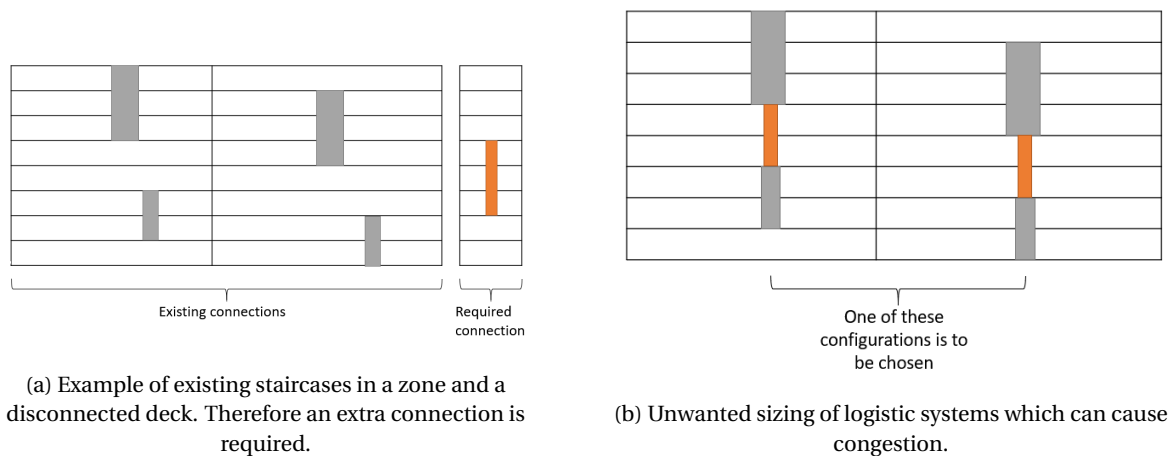 Existing connections
Required
connection
(a) Example of existing staircases in a zone and a
disconnected deck. Therefore an extra connection is
required.
One of these
configurations is to
be chosen
(b) Unwanted sizing of logistic systems which can cause
congestion.